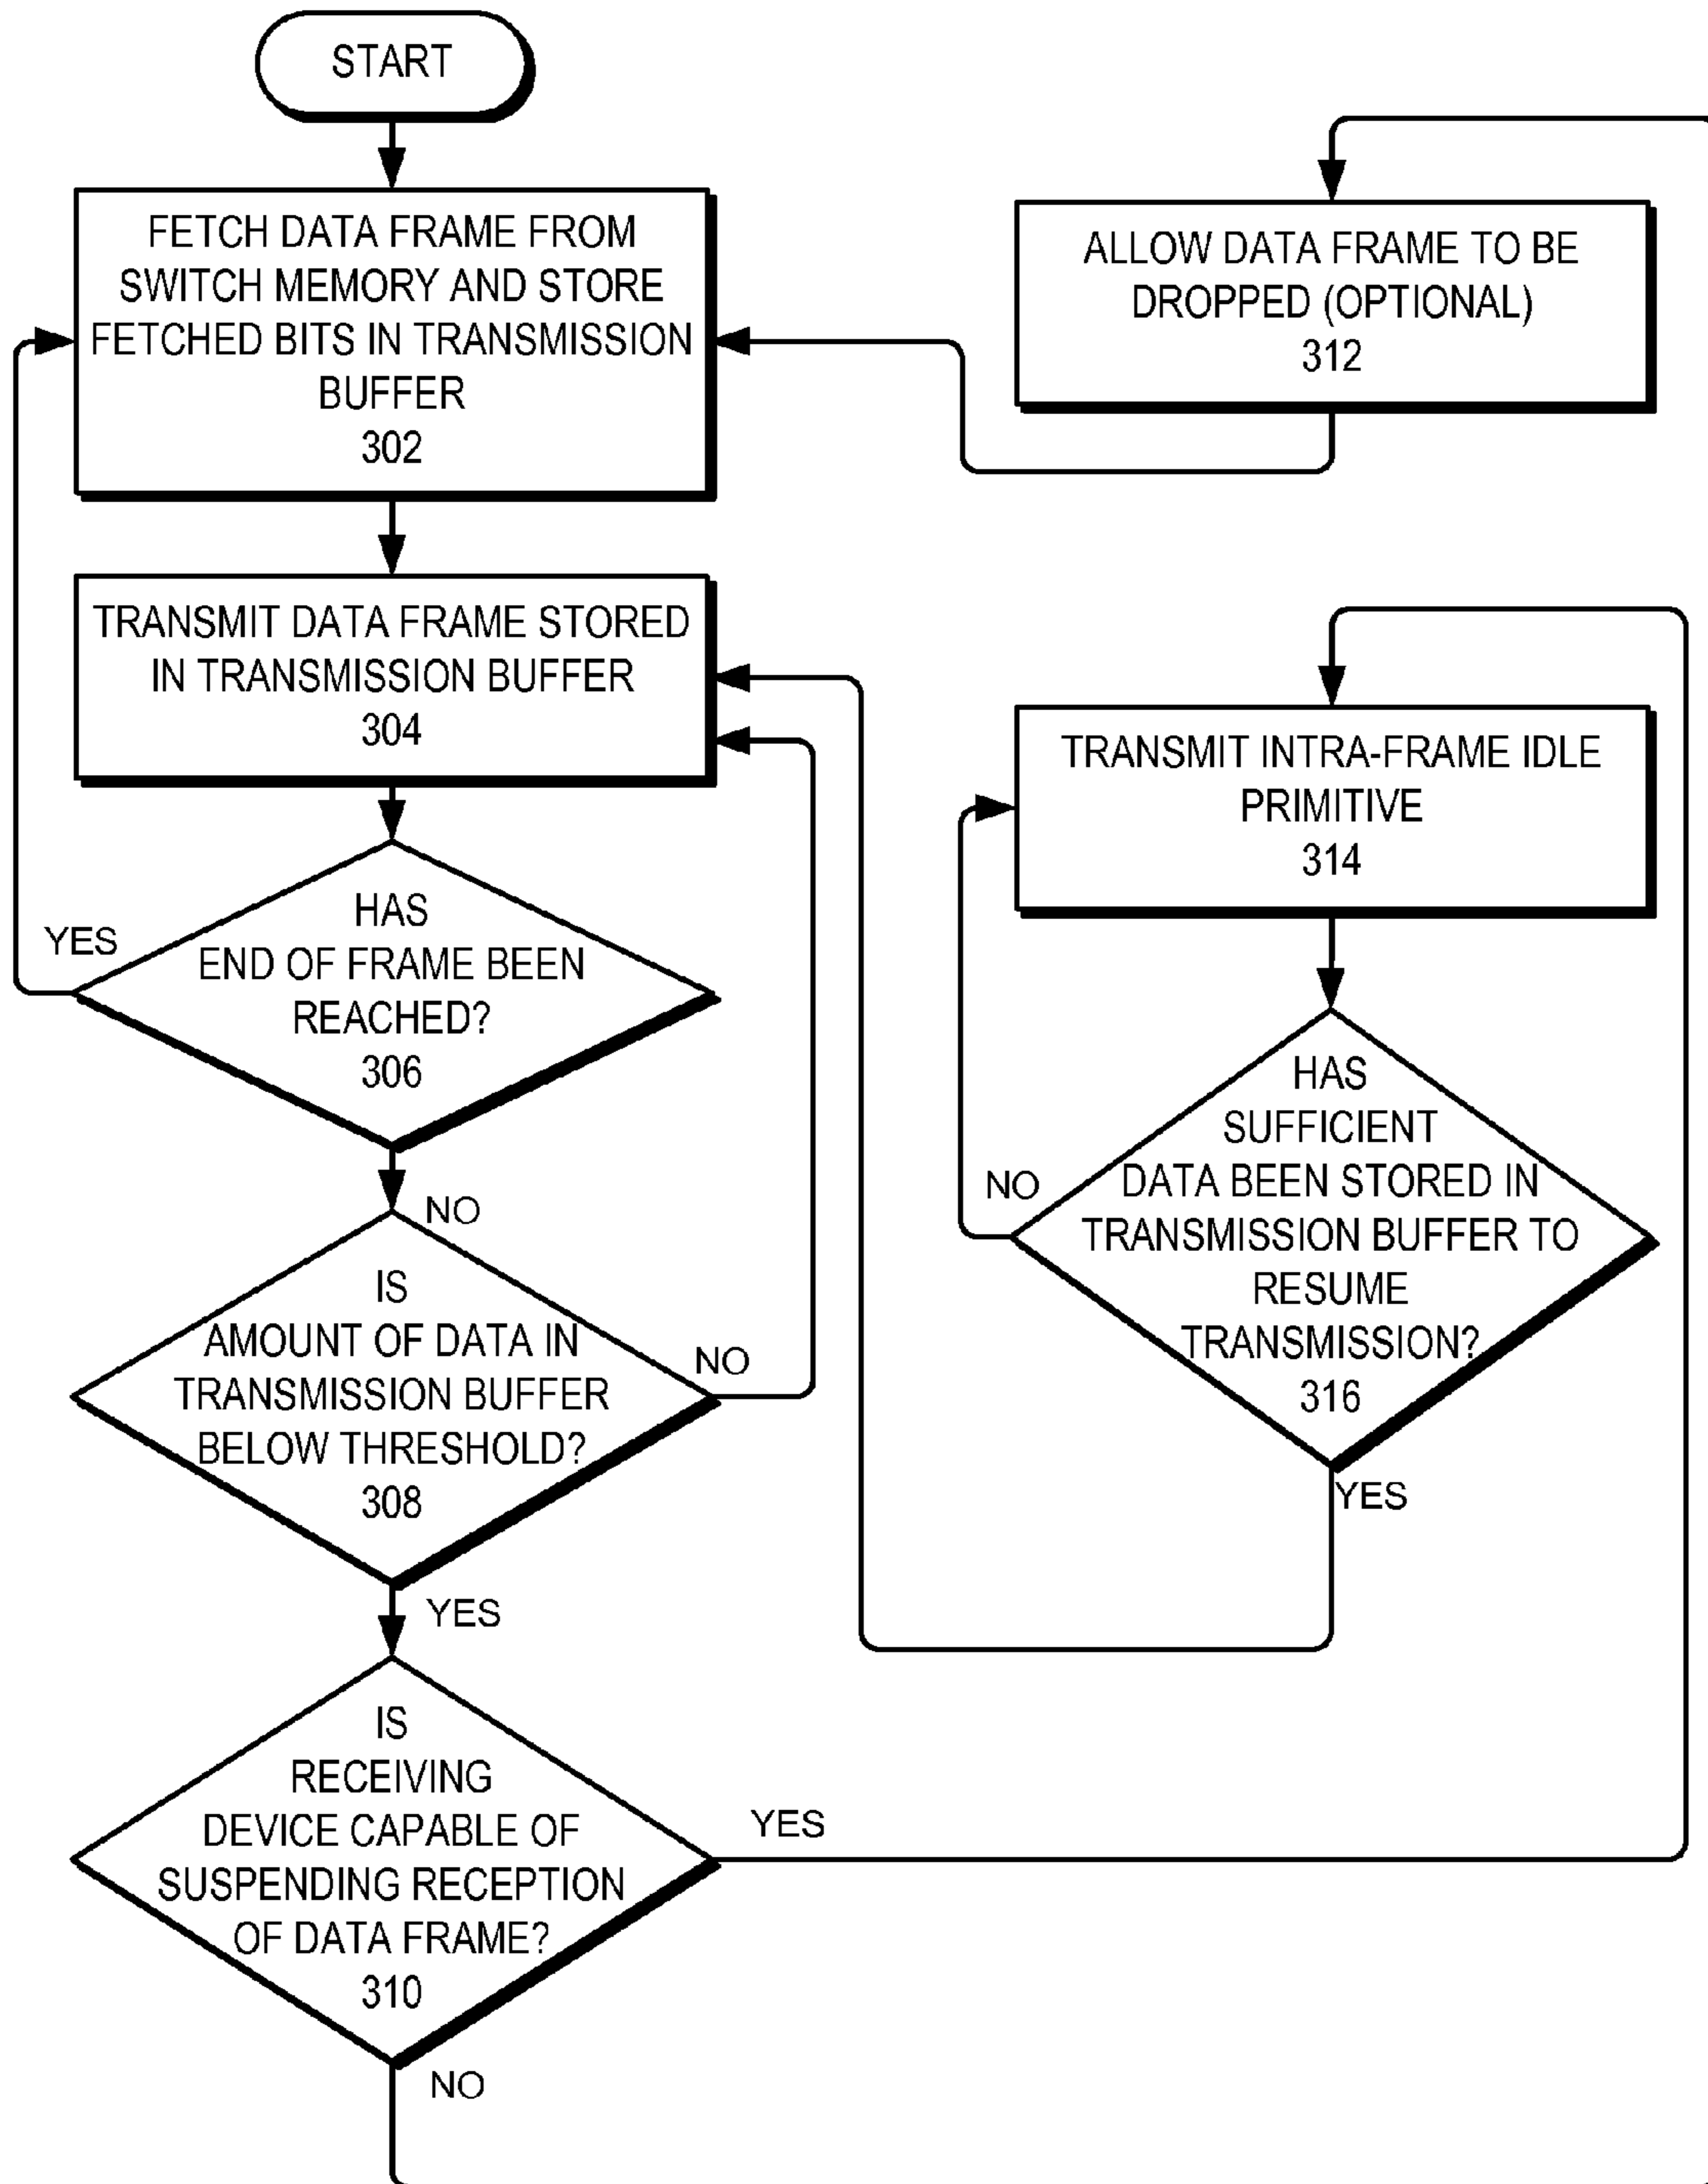 START
FETCH DATA FRAME FROM
SWITCH MEMORY AND STORE
FETCHED BITS IN TRANSMISSION
BUFFER
302
ALLOW DATA FRAME TO BE
DROPPED (OPTIONAL)
312
TRANSMIT DATA FRAME STORED
IN TRANSMISSION BUFFER
304
TRANSMIT INTRA-FRAME IDLE
PRIMITIVE
314
YES
HAS
END OF FRAME BEEN
REACHED?
306
NO
HAS
SUFFICIENT
DATA BEEN STORED IN
TRANSMISSION BUFFER TO
RESUME
TRANSMISSION?
316
NO
YES
IS
AMOUNT OF DATA IN
TRANSMISSION BUFFER
BELOW THRESHOLD?
308
NO
YES
IS
RECEIVING
DEVICE CAPABLE OF
SUSPENDING RECEPTION
OF DATA FRAME?
310
YES
NO